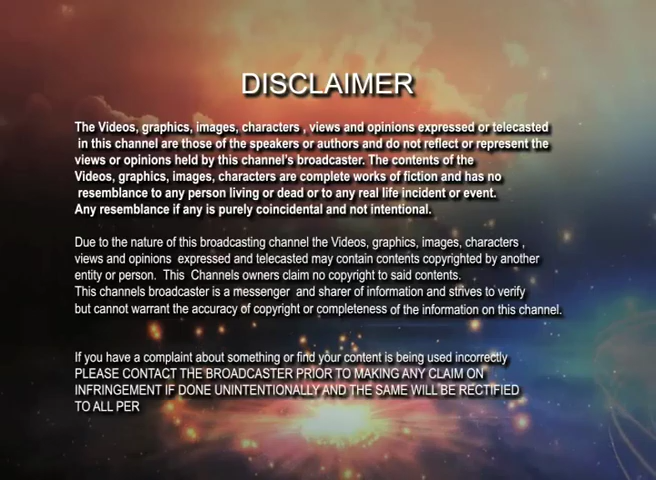 DISCLAIMER
The Videos, graphics, images, characters , views and opinions expressed or telecasted
in this channel are those of the speakers or authors and do not reflect or represent the
views or opinions held by this channel's broadcaster. The contents of the
Videos, graphics, images, characters are complete works of fiction and has no
resemblance to any person living or dead or to any real life incident or event.
Any resemblance if any is purely coincidental and not intentional.
Due to the nature of this broadcasting channel the Videos, graphics, images, characters ,
views and opinions expressed and telecasted may contain contents copyrighted by another
entity or person. This Channels owners claim no copyright to said contents.
This channels broadcaster is a messenger and sharer of information and strives to verify
but cannot warrant the accuracy of copyright or completeness of the information on this channel.
If you have a complaint about something or find your content is being used incorrectly
PLEASE CONTACT THE BROADCASTER PRIOR TO MAKING ANY CLAIM ON
INFRINGEMENT IF DONE UNINTENTIONALLY AND THE SAME WILL BE RECTIFIED
TO ALL PER